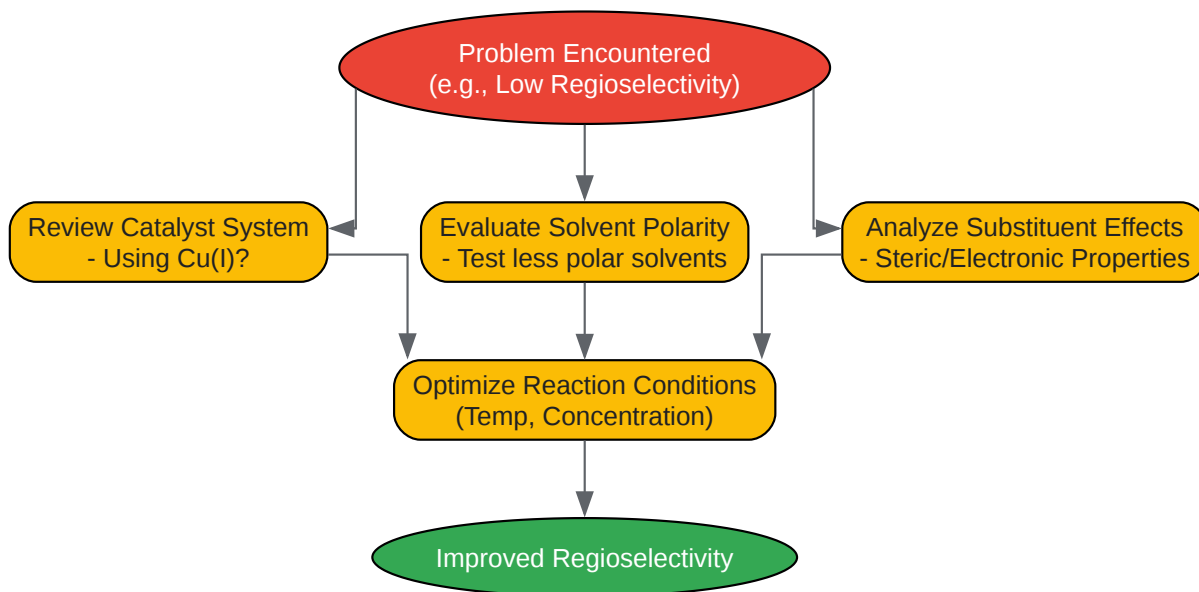 Problem Encountered
(e.g., Low Regioselectivity)
Review Catalyst System
- Using Cu(I)?
Evaluate Solvent Polarity
- Test less polar solvents
Analyze Substituent Effects
- Steric/Electronic Properties
Optimize Reaction Conditions
(Temp, Concentration)
Improved Regioselectivity